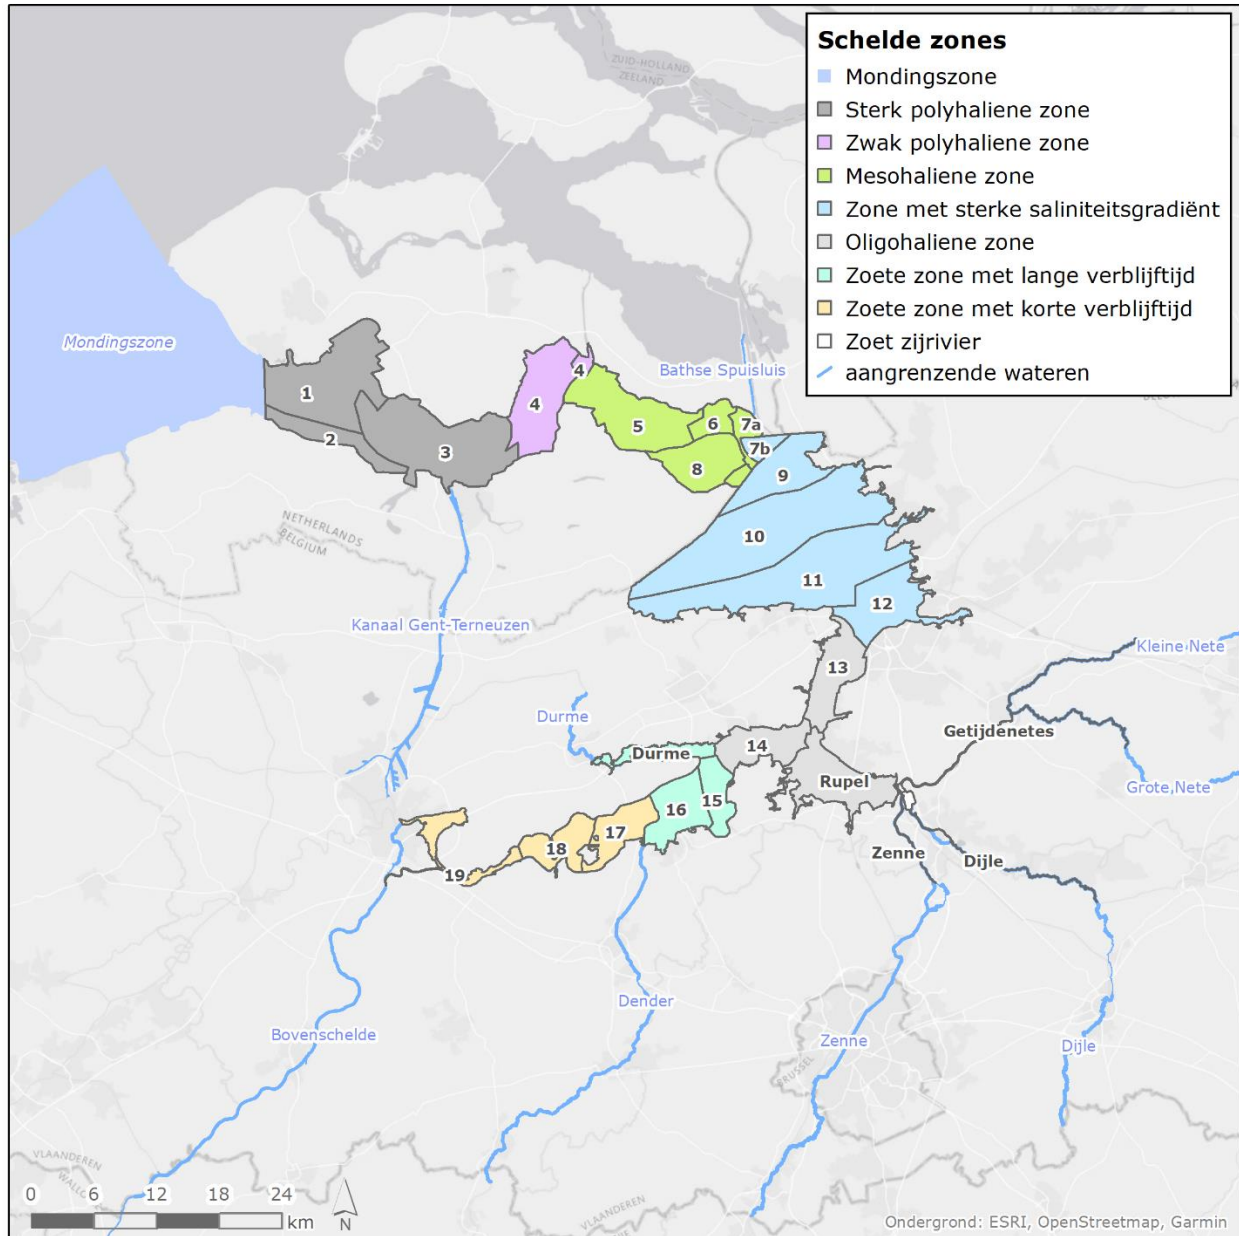 Schelde zones
Mondingszone
Sterk polyhaliene zone
Zwak polyhaliene zone
Mesohaliene zone
Zone met sterke saliniteitsgradiënt
Oligohaliene zone
Zoete zone met lange verblijftijd
Zoete zone met korte verblijftijd
Zoet zijrivier
aangrenzende wateren
ZUID-HOLLAND
ZEELAND
Mondingszone
Bathse Spuisluis
1
2
3
4
4
5
6
7a
7b
8
9
10
11
12
NETHERLANDS
BELGIUM
Kanaal Gent-Terneuzen
Kleine Nete
13
Durme
Getijdenetes
Durme
14
Rupel
Grote Nete
15
16
17
18
19
Zenne
Dijle
Dender
Bovenschelde
Zenne
Dijle
BRUSSEL
VLAANDEREN
VLAANDEREN
0 6 12 18 24
km
N
Ondergrond: ESRI, OpenStreetmap, Garmin